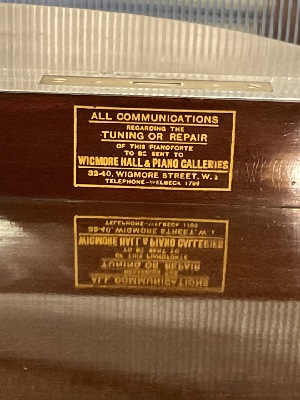 ALL COMMUNICATIONS
REGARDING THE
TUNING OR REPAIR
OF THIS PIANOFORTE
TO BE SENT TO
WIGMORE HALL & PIANO GALLERIES
32-40, WIGMORE STREET, W.1
TELEPHONE-WELBECK 1789